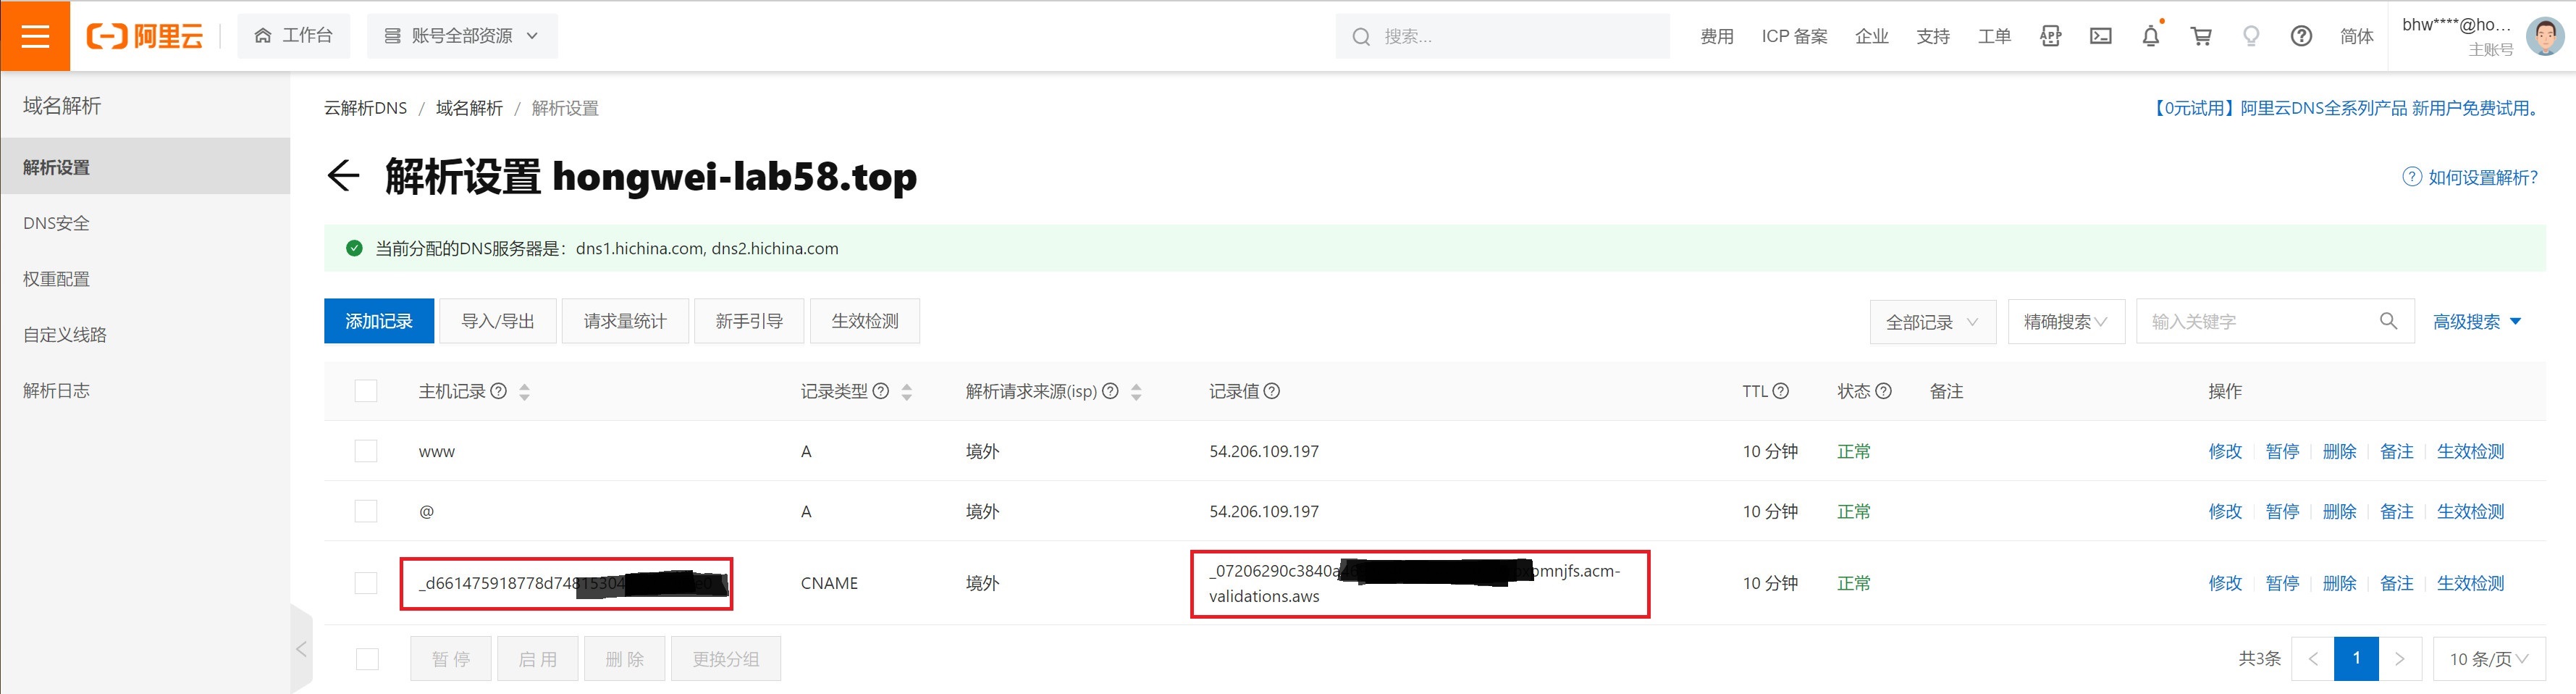 阿里云
工作台
账号全部资源
搜索...
费用
ICP 备案
企业
支持
工单
APP
简体
bhw****@ho...
主账号
域名解析
解析设置
DNS安全
权重配置
自定义线路
解析日志
云解析DNS / 域名解析 / 解析设置
【0元试用】阿里云DNS全系列产品 新用户免费试用。
解析设置 hongwei-lab58.top
如何设置解析?
当前分配的DNS服务器是：dns1.hichina.com, dns2.hichina.com
添加记录 导入/导出 请求量统计 新手引导 生效检测
全部记录 精确搜索 输入关键字 高级搜索
主机记录 记录类型 解析请求来源(isp) 记录值 TTL 状态 备注 操作
www A 境外 54.206.109.197 10 分钟 正常 修改 暂停 删除 备注 生效检测
@ A 境外 54.206.109.197 10 分钟 正常 修改 暂停 删除 备注 生效检测
CNAME 境外 10 分钟 正常 修改 暂停 删除 备注 生效检测
validations.aws
暂 停 启 用 删 除 更换分组
共3条 1 10 条/页